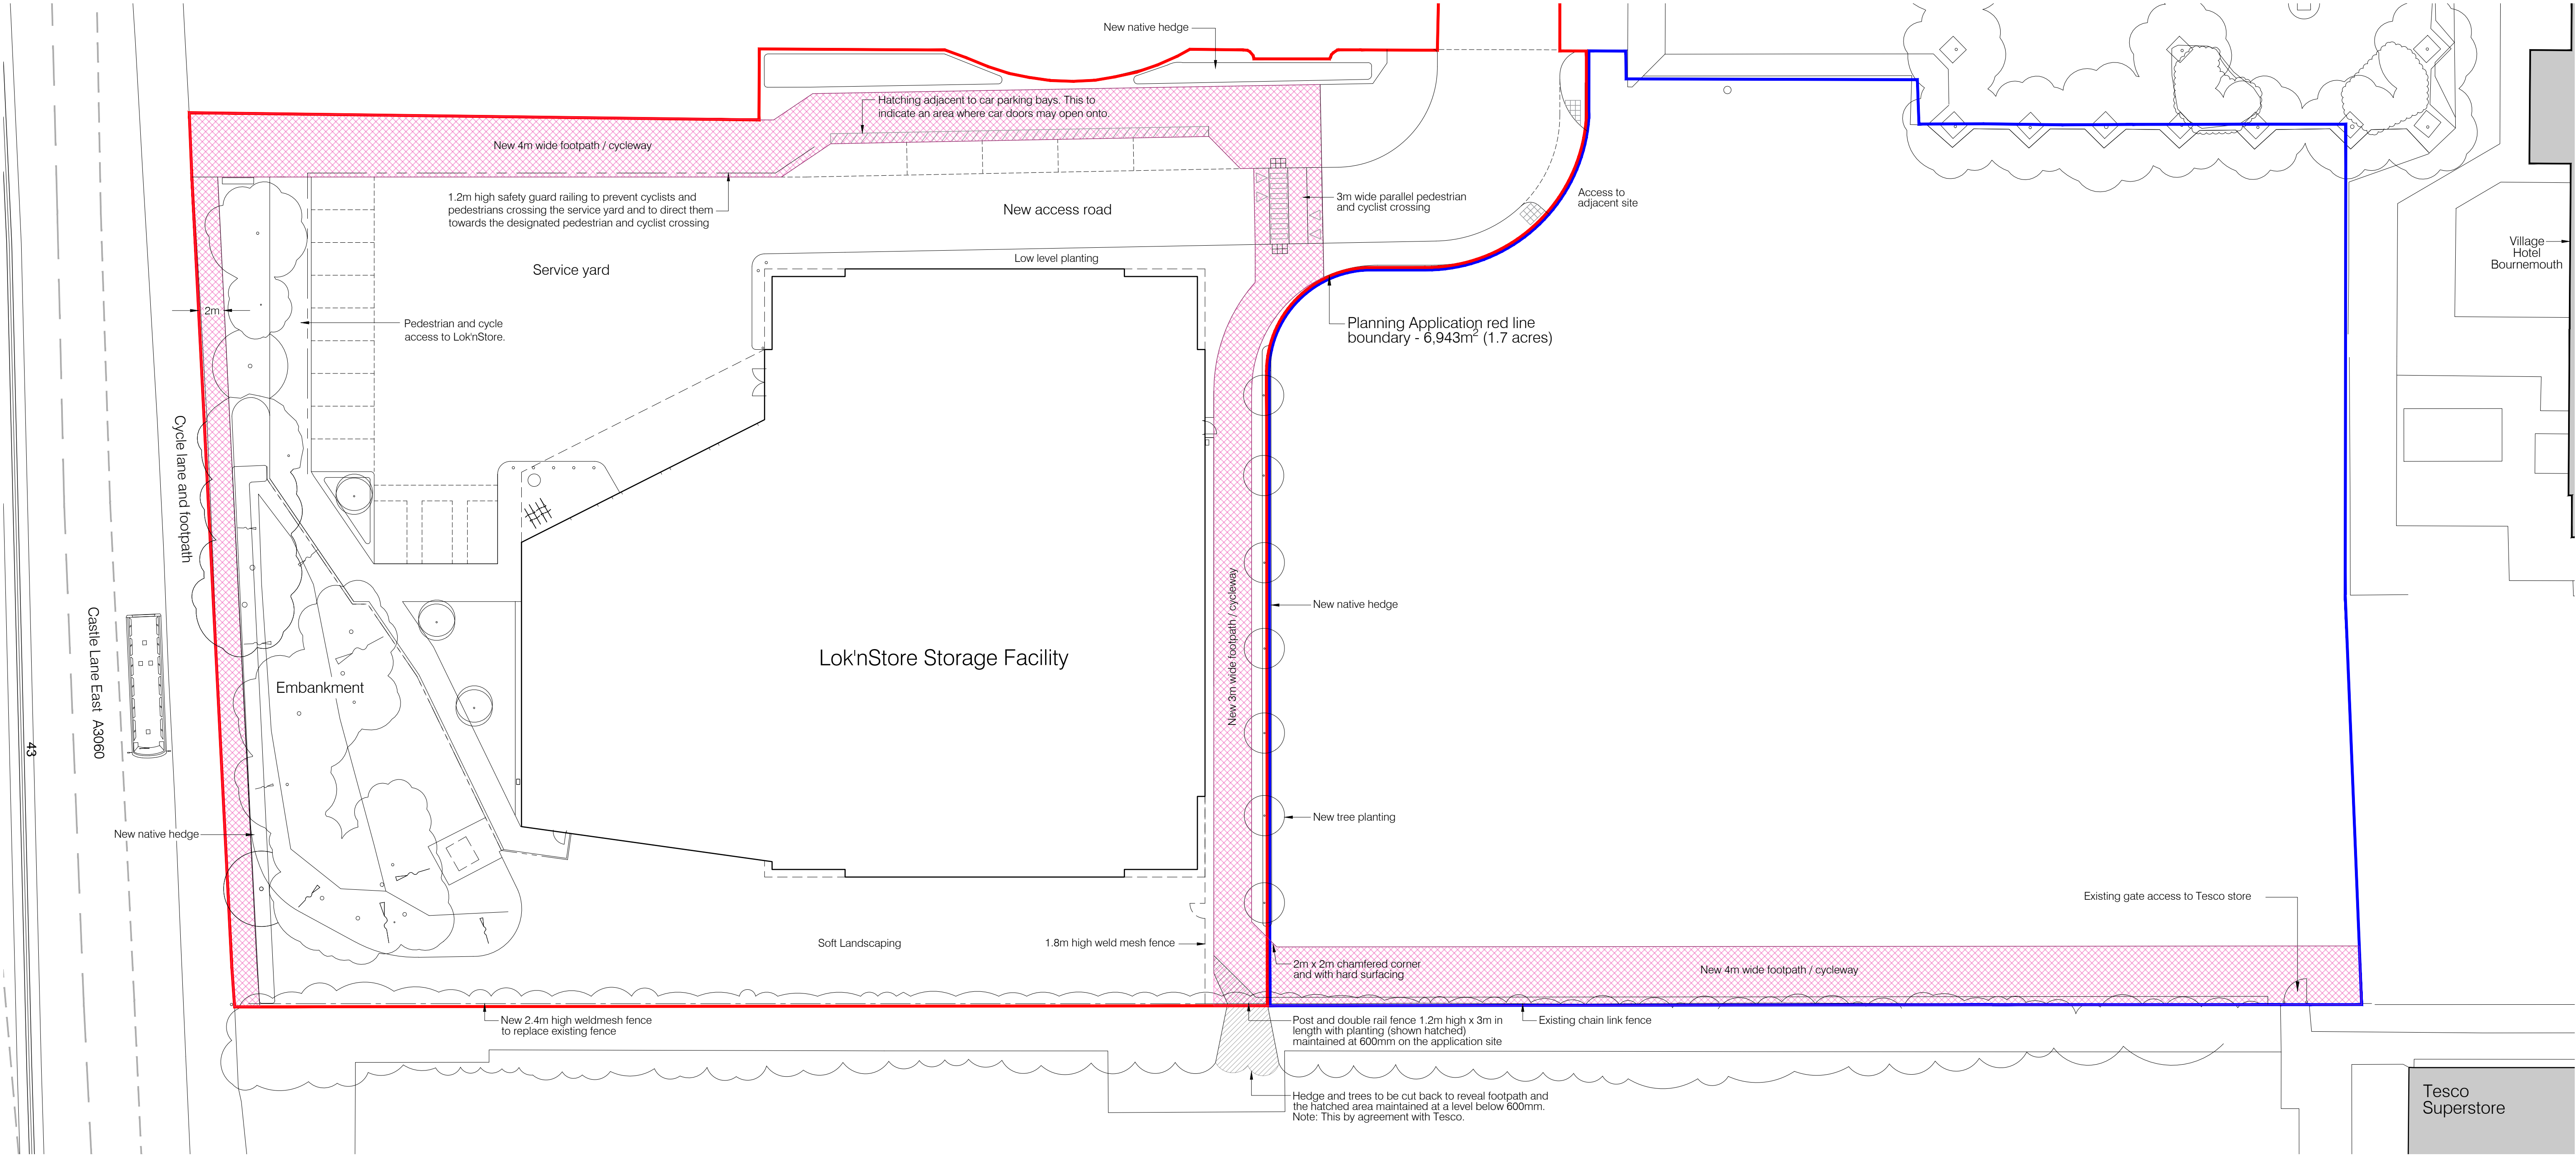 New native hedge
Hatching adjacent to car parking bays. This to
indicate an area where car doors may open onto.
New 4m wide footpath / cycleway
1.2m high safety guard railing to prevent cyclists and
pedestrians crossing the service yard and to direct them
towards the designated pedestrian and cyclist crossing
New access road
3m wide parallel pedestrian
and cyclist crossing
Access to
adjacent site
Village
Hotel
Bournemouth
Service yard
Low level planting
2m
Pedestrian and cycle
access to Lok'nStore.
Planning Application red line
boundary - 6,943m² (1.7 acres)
Cycle lane and footpath
Castle Lane East A3060
43
Embankment
Lok'nStore Storage Facility
New 3m wide footpath / cycleway
New native hedge
New tree planting
New native hedge
Existing gate access to Tesco store
Soft Landscaping
1.8m high weld mesh fence
2m x 2m chamfered corner
and with hard surfacing
New 4m wide footpath / cycleway
New 2.4m high weldmesh fence
to replace existing fence
Post and double rail fence 1.2m high x 3m in
length with planting (shown hatched)
maintained at 600mm on the application site
Existing chain link fence
Hedge and trees to be cut back to reveal footpath and
the hatched area maintained at a level below 600mm.
Note: This by agreement with Tesco.
Tesco
Superstore